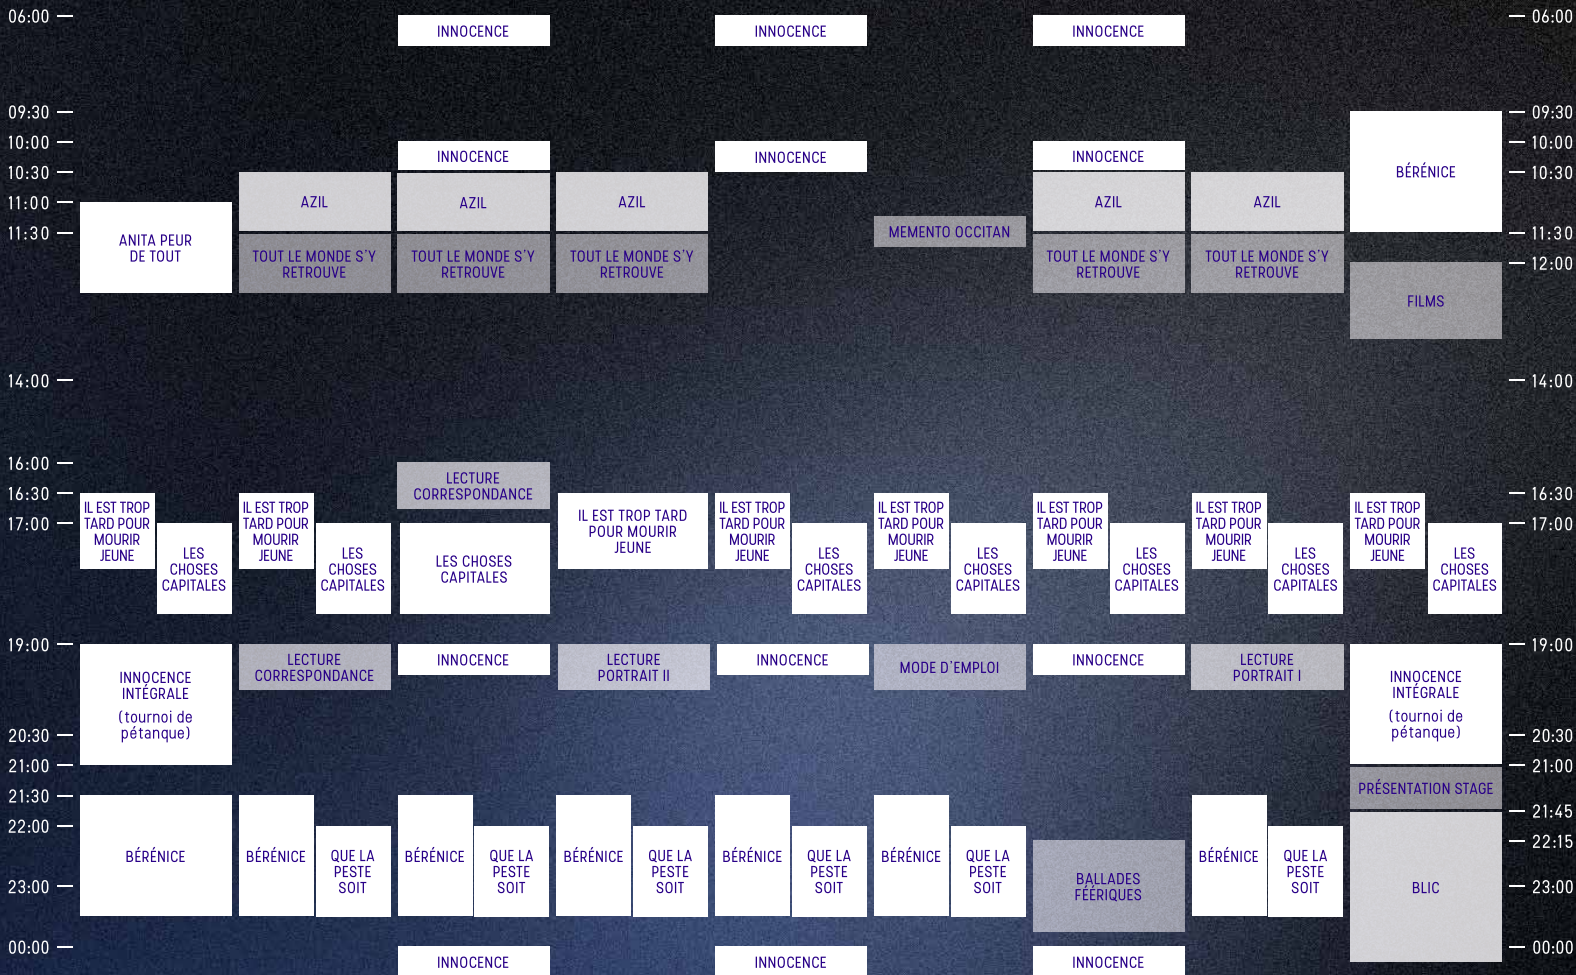 06:00
INNOCENCE
INNOCENCE
INNOCENCE
06:00
09:30
09:30
10:00
INNOCENCE
INNOCENCE
INNOCENCE
10:00
10:30
BÉRÉNICE
10:30
11:00
AZIL
AZIL
AZIL
AZIL
AZIL
11:00
11:30
MEMENTO OCCITAN
11:30
ANITA PEUR
DE TOUT
TOUT LE MONDE S'Y
RETROUVE
TOUT LE MONDE S'Y
RETROUVE
TOUT LE MONDE S'Y
RETROUVE
TOUT LE MONDE S'Y
RETROUVE
TOUT LE MONDE S'Y
RETROUVE
12:00
FILMS
14:00
14:00
16:00
LECTURE
CORRESPONDANCE
16:30
16:30
IL EST TROP
TARD POUR
MOURIR
JEUNE
IL EST TROP
TARD POUR
MOURIR
JEUNE
IL EST TROP TARD
POUR MOURIR
JEUNE
IL EST TROP
TARD POUR
MOURIR
JEUNE
IL EST TROP
TARD POUR
MOURIR
JEUNE
IL EST TROP
TARD POUR
MOURIR
JEUNE
IL EST TROP
TARD POUR
MOURIR
JEUNE
IL EST TROP
TARD POUR
MOURIR
JEUNE
17:00
17:00
LES
CHOSES
CAPITALES
LES
CHOSES
CAPITALES
LES CHOSES
CAPITALES
LES
CHOSES
CAPITALES
LES
CHOSES
CAPITALES
LES
CHOSES
CAPITALES
LES
CHOSES
CAPITALES
LES
CHOSES
CAPITALES
19:00
19:00
INNOCENCE
INTÉGRALE
(tournoi de
pétanque)
LECTURE
CORRESPONDANCE
INNOCENCE
LECTURE
PORTRAIT II
INNOCENCE
MODE D'EMPLOI
INNOCENCE
LECTURE
PORTRAIT I
INNOCENCE
INTÉGRALE
(tournoi de
pétanque)
20:30
20:30
21:00
21:00
PRÉSENTATION STAGE
21:30
21:45
22:00
22:15
BÉRÉNICE
BÉRÉNICE
QUE LA
PESTE
SOIT
BÉRÉNICE
QUE LA
PESTE
SOIT
BÉRÉNICE
QUE LA
PESTE
SOIT
BÉRÉNICE
QUE LA
PESTE
SOIT
BÉRÉNICE
QUE LA
PESTE
SOIT
BALLADES
FÉÉRIQUES
BÉRÉNICE
QUE LA
PESTE
SOIT
BLIC
23:00
23:00
00:00
00:00
INNOCENCE
INNOCENCE
INNOCENCE